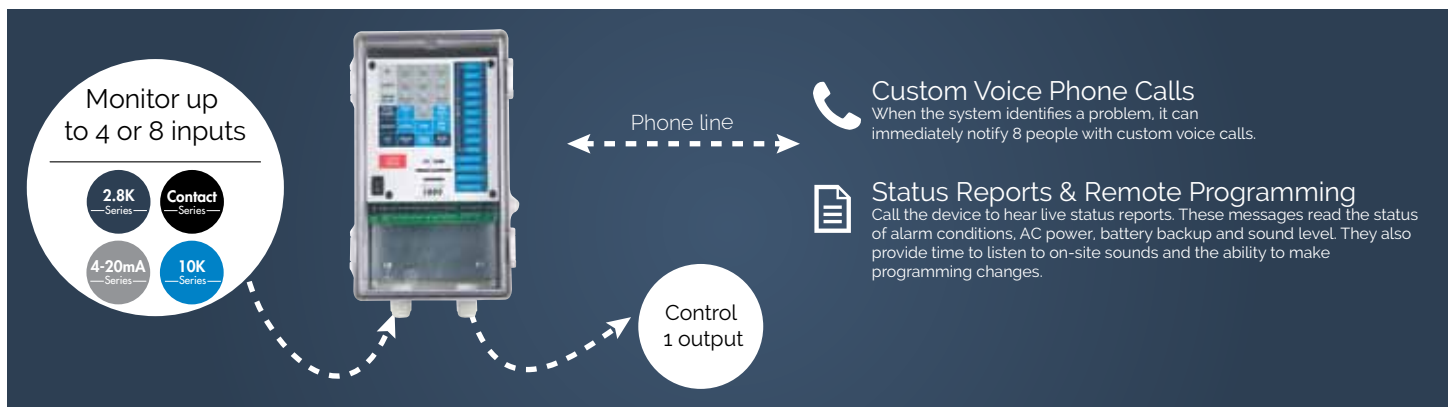 Monitor up
to 4 or 8 inputs
2.8K
Series
Contact
Series
4-20mA
Series
10K
Series
Phone line
Control
1 output
Custom Voice Phone Calls
When the system identifies a problem, it can
immediately notify 8 people with custom voice calls.
Status Reports & Remote Programming
Call the device to hear live status reports. These messages read the status
of alarm conditions, AC power, battery backup and sound level. They also
provide time to listen to on-site sounds and the ability to make
programming changes.